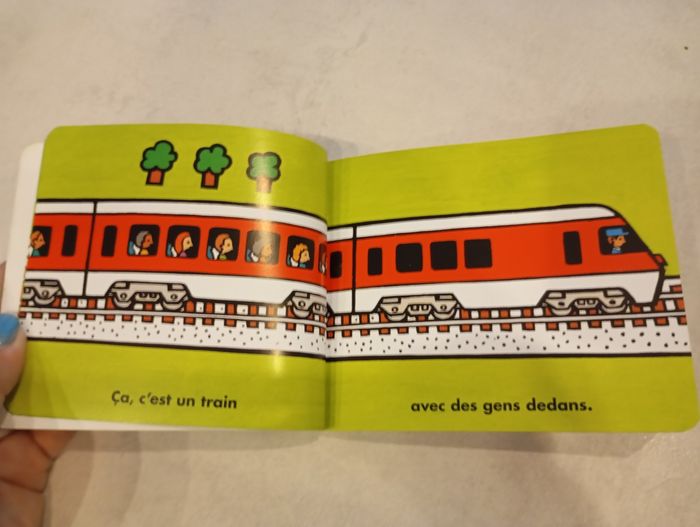 Ça, c'est un train
avec des gens dedans.